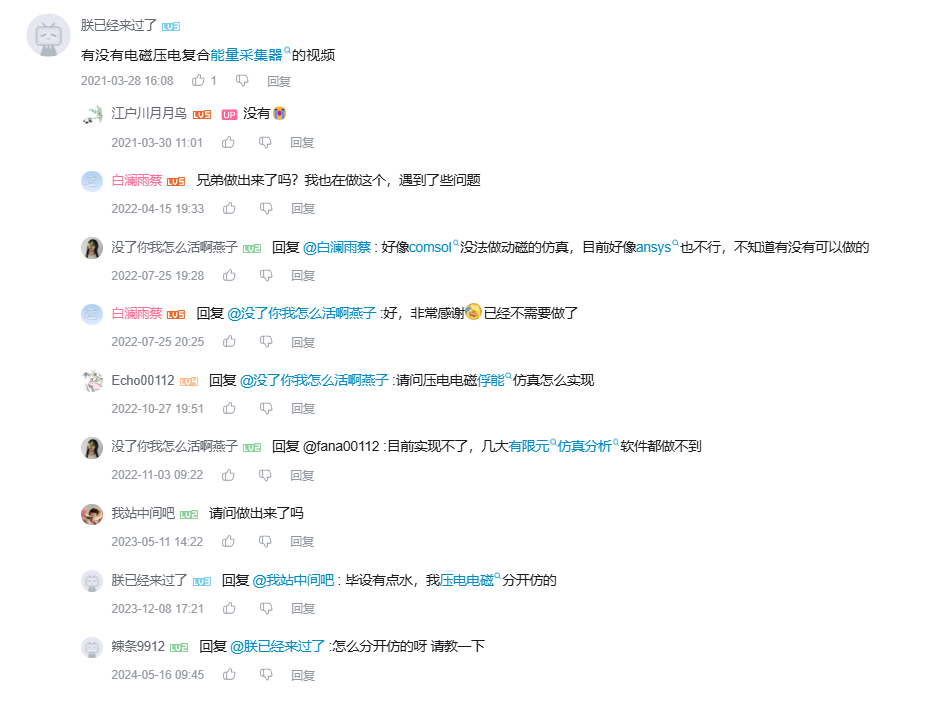 朕已经来过了 LV3
有没有电磁压电复合能量采集器的视频
2021-03-28 16:08 1 回复
江户川月月鸟 LV5 UP 没有
2021-03-30 11:01 回复
白澜雨蔡 LV5 兄弟做出来了吗？我也在做这个，遇到了些问题
2022-04-15 19:33 回复
没了你我怎么活啊燕子 LV2 回复 @白澜雨蔡 : 好像comsol没法做动磁的仿真，目前好像ansys也不行，不知道有没有可以做的
2022-07-25 19:28 回复
白澜雨蔡 LV5 回复 @没了你我怎么活啊燕子 :好，非常感谢已经不需要做了
2022-07-25 20:25 回复
Echo00112 LV4 回复 @没了你我怎么活啊燕子 :请问压电电磁俘能仿真怎么实现
2022-10-27 19:51 回复
没了你我怎么活啊燕子 LV2 回复 @fana00112 :目前实现不了，几大有限元仿真分析软件都做不到
2022-11-03 09:22 回复
我站中间吧 LV2 请问做出来了吗
2023-05-11 14:22 回复
朕已经来过了 LV3 回复 @我站中间吧 : 毕设有点水，我压电电磁分开仿的
2023-12-08 17:21 回复
辣条9912 LV2 回复 @朕已经来过了 :怎么分开仿的呀 请教一下
2024-05-16 09:45 回复